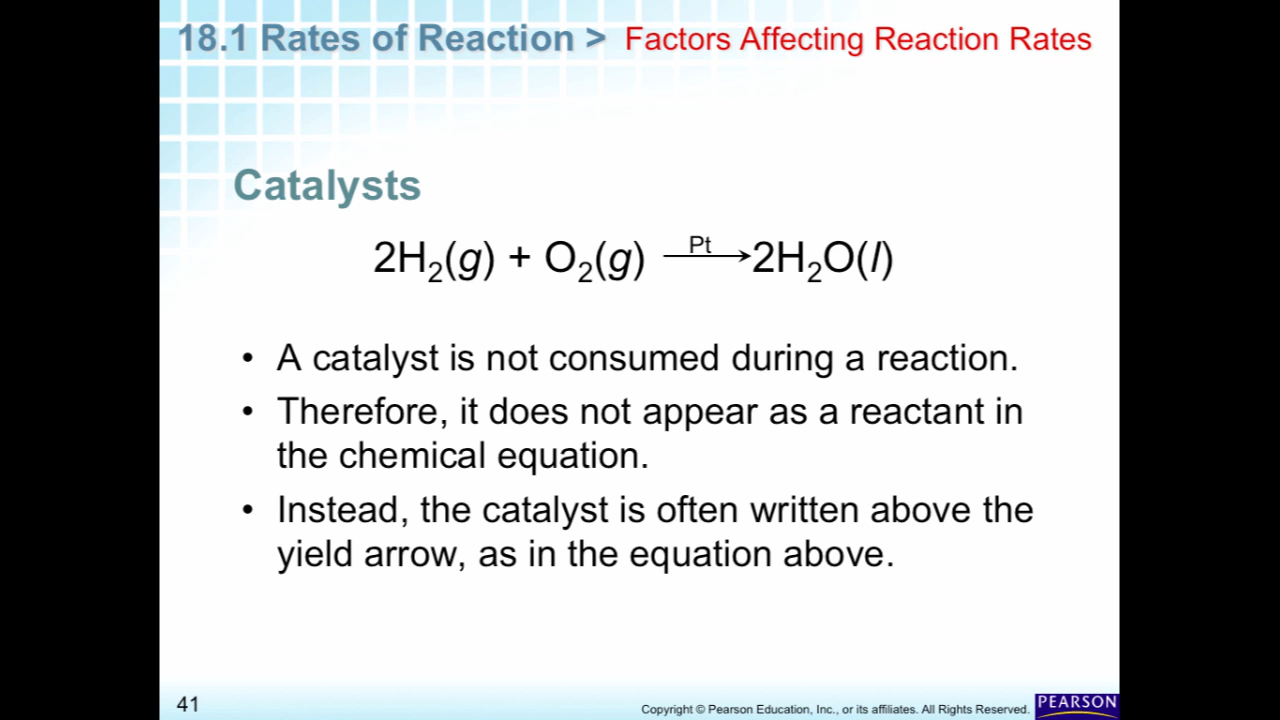 18.1 Rates of Reaction > Factors Affecting Reaction Rates
Catalysts
Pt
2H₂(g) + O₂(g) ⟶ 2H₂O(l)
• A catalyst is not consumed during a reaction.
• Therefore, it does not appear as a reactant in
the chemical equation.
• Instead, the catalyst is often written above the
yield arrow, as in the equation above.
41
Copyright © Pearson Education, Inc., or its affiliates. All Rights Reserved.
PEARSON